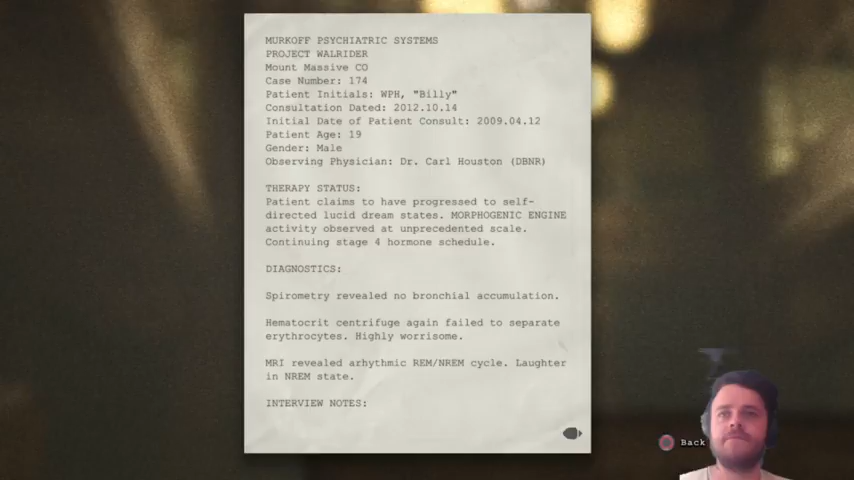 MURKOFF PSYCHIATRIC SYSTEMS
PROJECT WALRIDER
Mount Massive CO
Case Number: 174
Patient Initials: WPH, "Billy"
Consultation Dated: 2012.10.14
Initial Date of Patient Consult: 2009.04.12
Patient Age: 19
Gender: Male
Observing Physician: Dr. Carl Houston (DBNR)
THERAPY STATUS:
Patient claims to have progressed to self-
directed lucid dream states. MORPHOGENIC ENGINE
activity observed at unprecedented scale.
Continuing stage 4 hormone schedule.
DIAGNOSTICS:
Spirometry revealed no bronchial accumulation.
Hematocrit centrifuge again failed to separate
erythrocytes. Highly worrisome.
MRI revealed arhythmic REM/NREM cycle. Laughter
in NREM state.
INTERVIEW NOTES:
Back